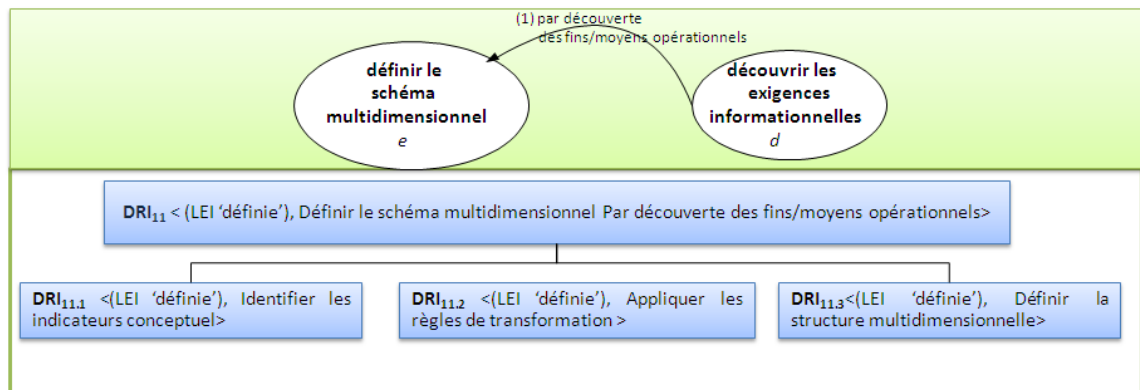 (1) par découverte
des fins/moyens opérationnels
définir le
schéma
multidimensionnel
e
découvrir les
exigences
informationnelles
d
DRI11 < (LEI ‘définie’), Définir le schéma multidimensionnel Par découverte des fins/moyens opérationnels>
DRI11.1 <(LEI ‘définie’), Identifier les
indicateurs conceptuel>
DRI11.2 <(LEI ‘définie’), Appliquer les
règles de transformation >
DRI11.3<(LEI ‘définie’), Définir la
structure multidimensionnelle>